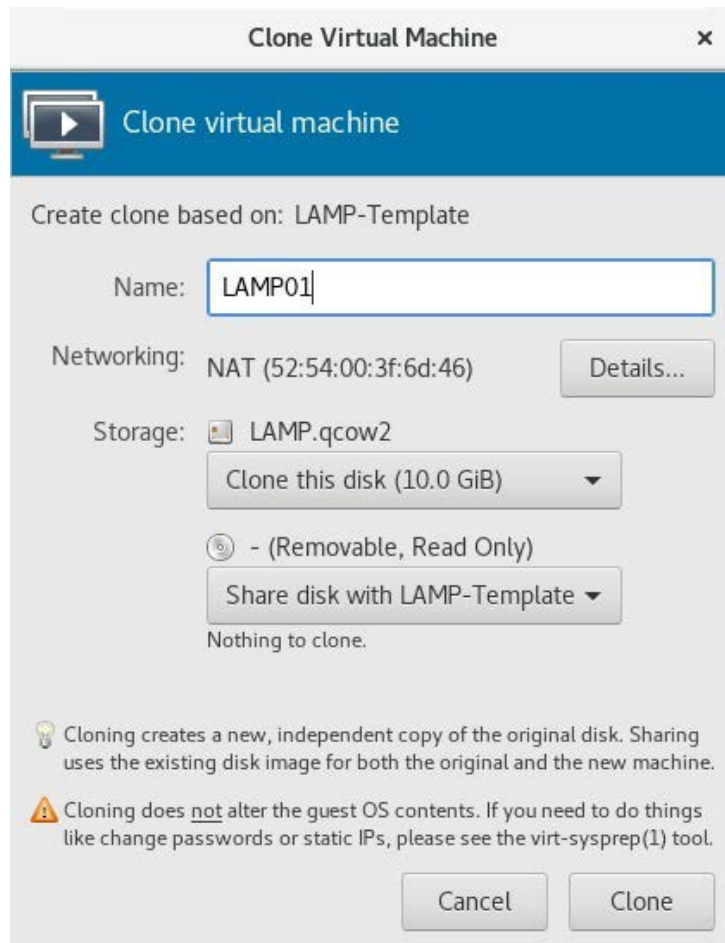 Clone Virtual Machine ×
Clone virtual machine
Create clone based on: LAMP-Template
Name: LAMP01
Networking: NAT (52:54:00:3f:6d:46) Details...
Storage: LAMP.qcow2
Clone this disk (10.0 GiB)
- (Removable, Read Only)
Share disk with LAMP-Template
Nothing to clone.
Cloning creates a new, independent copy of the original disk. Sharing
uses the existing disk image for both the original and the new machine.
Cloning does not alter the guest OS contents. If you need to do things
like change passwords or static IPs, please see the virt-sysprep(1) tool.
Cancel Clone